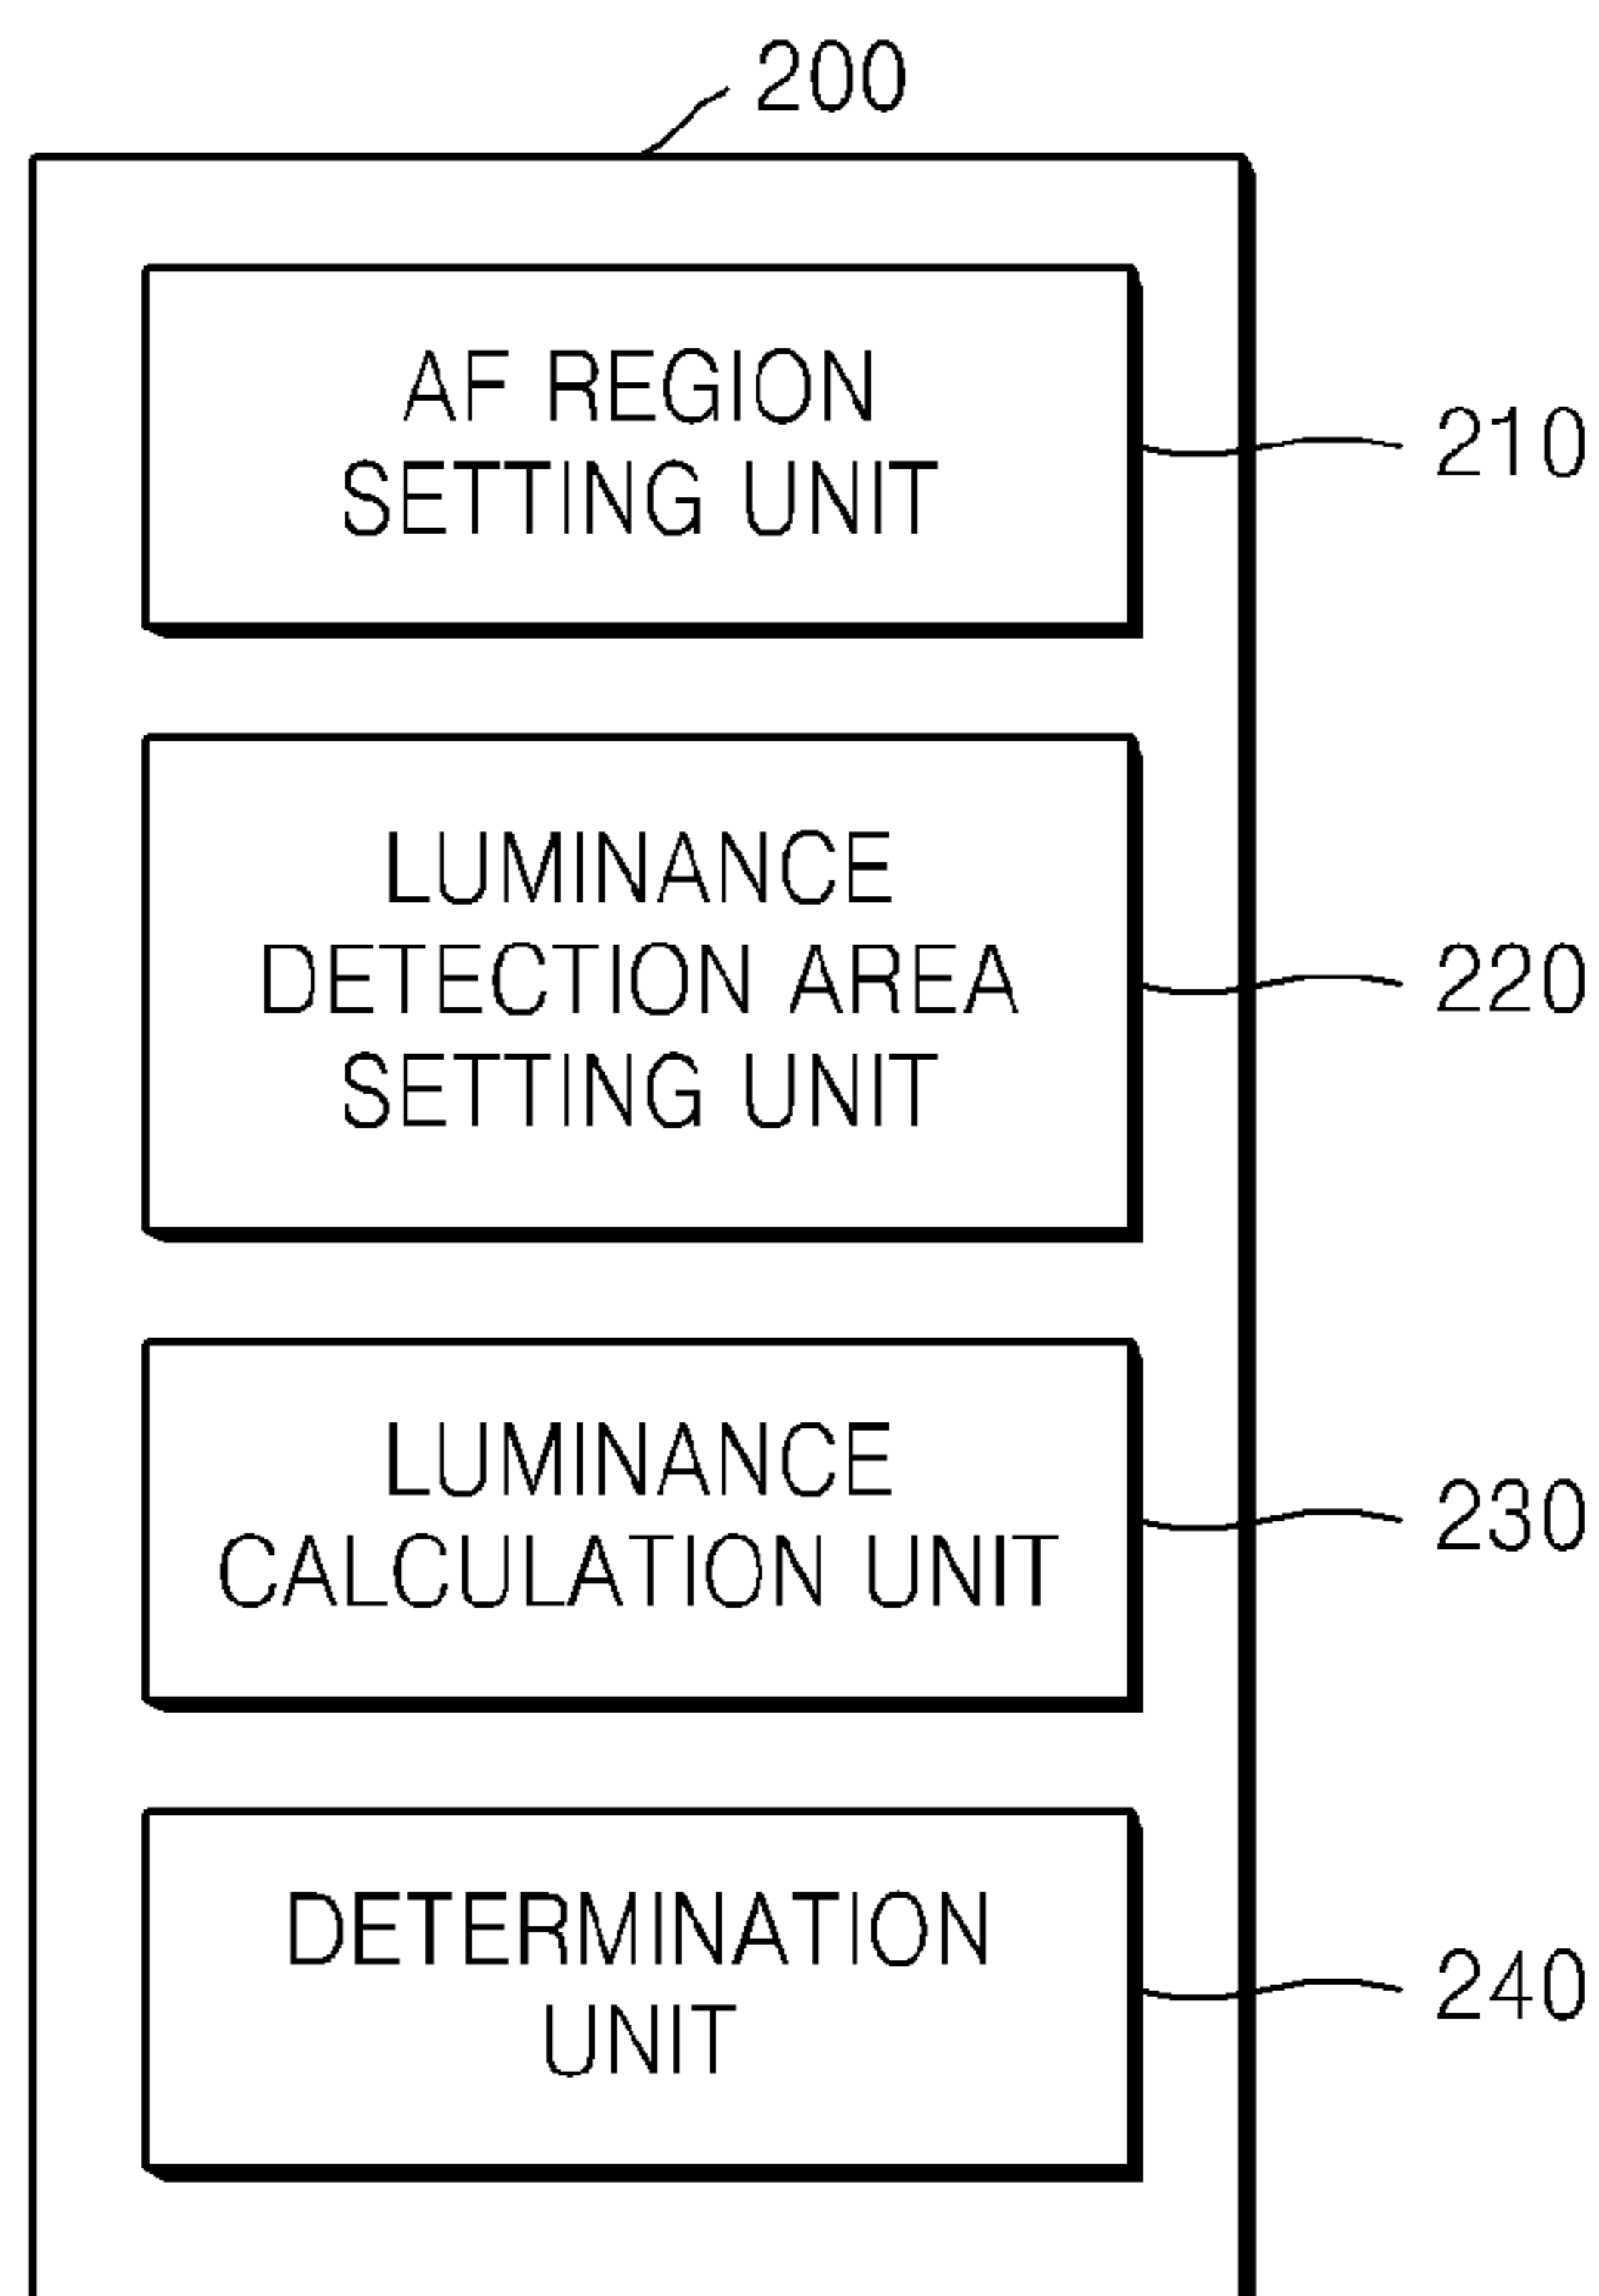 200
AF REGION
SETTING UNIT
210
LUMINANCE
DETECTION AREA
SETTING UNIT
220
LUMINANCE
CALCULATION UNIT
230
DETERMINATION
UNIT
240